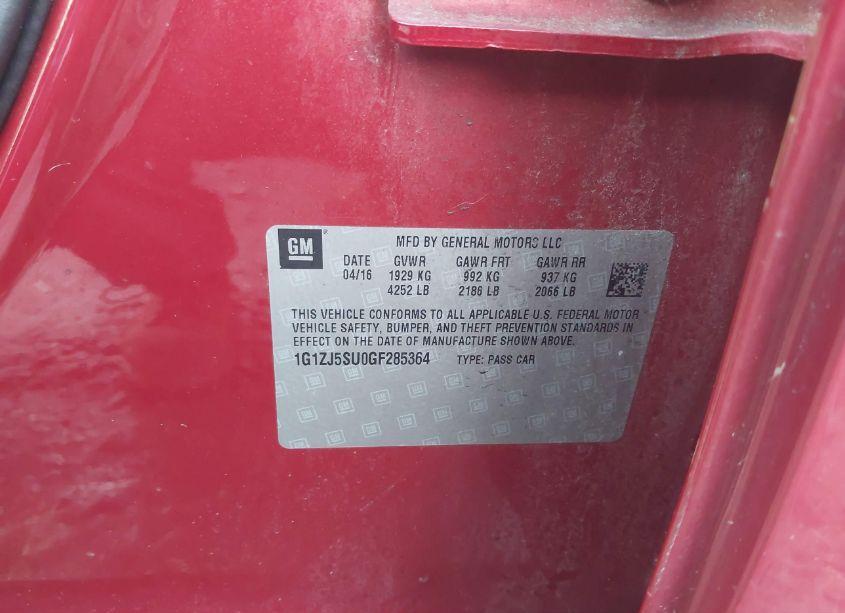 GM
MFD BY GENERAL MOTORS LLC
DATE GVWR GAWR FRT GAWR RR
04/16 1929 KG 992 KG 937 KG
4252 LB 2186 LB 2066 LB
THIS VEHICLE CONFORMS TO ALL APPLICABLE U.S. FEDERAL MOTOR
VEHICLE SAFETY, BUMPER, AND THEFT PREVENTION STANDARDS IN
EFFECT ON THE DATE OF MANUFACTURE SHOWN ABOVE.
1G1ZJ5SU0GF285364 TYPE: PASS CAR